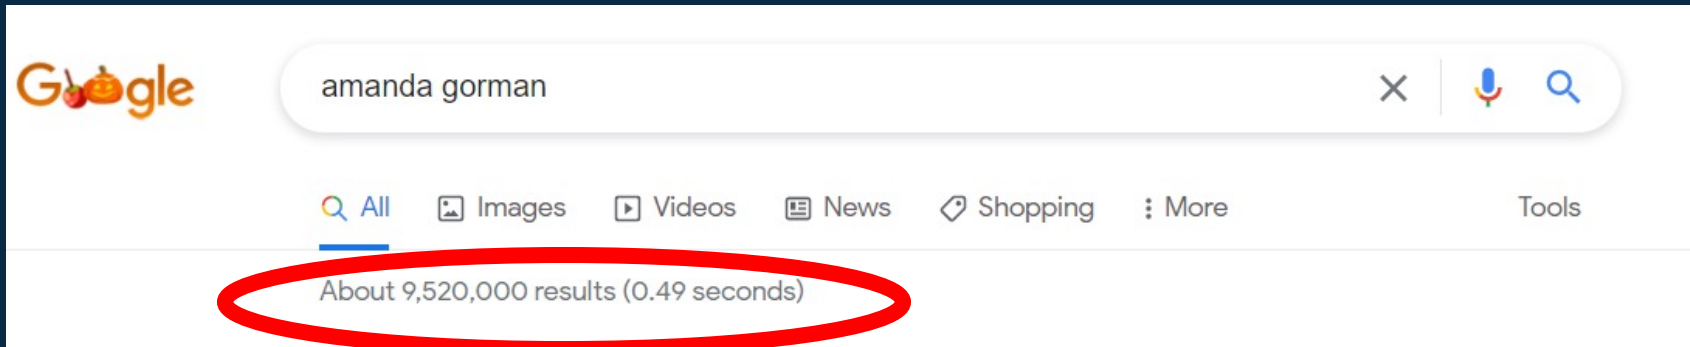 Google
amanda gorman
All Images Videos News Shopping More Tools
About 9,520,000 results (0.49 seconds)